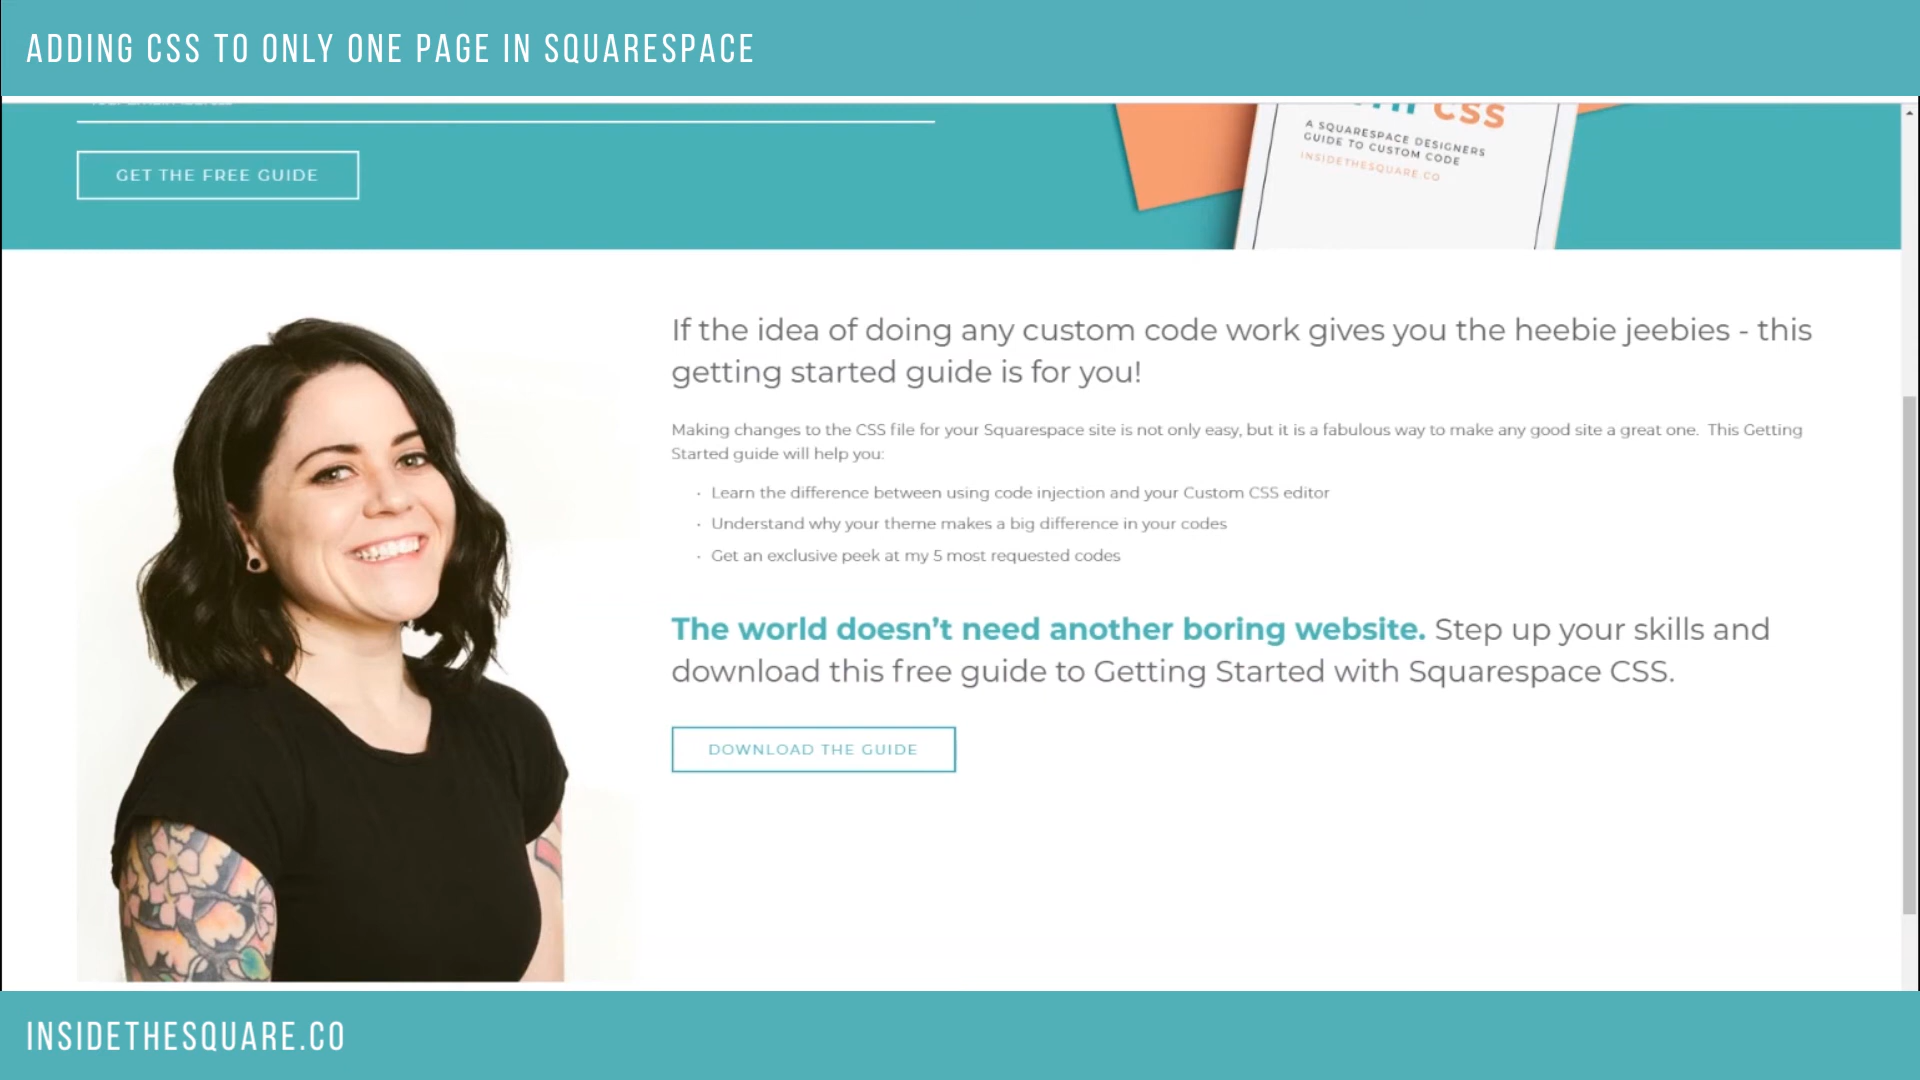 ADDING CSS TO ONLY ONE PAGE IN SQUARESPACE
GET THE FREE GUIDE
CSS
A SQUARESPACE DESIGNERS
GUIDE TO CUSTOM CODE
INSIDETHESQUARE.CO
If the idea of doing any custom code work gives you the heebie jeebies - this
getting started guide is for you!
Making changes to the CSS file for your Squarespace site is not only easy, but it is a fabulous way to make any good site a great one. This Getting
Started guide will help you:
· Learn the difference between using code injection and your Custom CSS editor
· Understand why your theme makes a big difference in your codes
· Get an exclusive peek at my 5 most requested codes
The world doesn’t need another boring website. Step up your skills and
download this free guide to Getting Started with Squarespace CSS.
DOWNLOAD THE GUIDE
INSIDETHESQUARE.CO